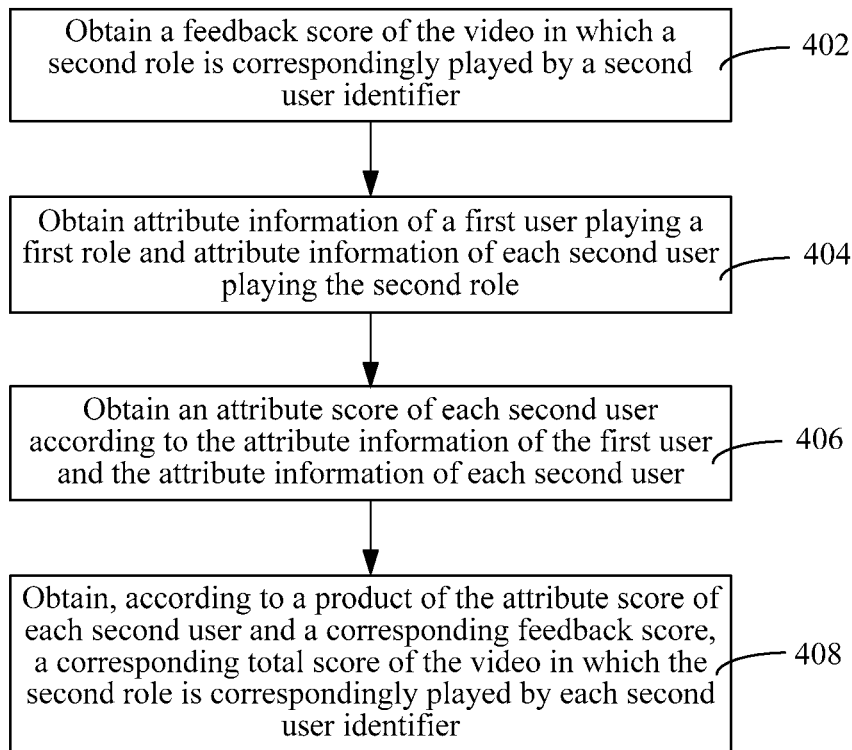 Obtain a feedback score of the video in which a
second role is correspondingly played by a second
user identifier
402
Obtain attribute information of a first user playing a
first role and attribute information of each second user
playing the second role
404
Obtain an attribute score of each second user
according to the attribute information of the first user
and the attribute information of each second user
406
Obtain, according to a product of the attribute score of
each second user and a corresponding feedback score,
a corresponding total score of the video in which the
second role is correspondingly played by each second
user identifier
408